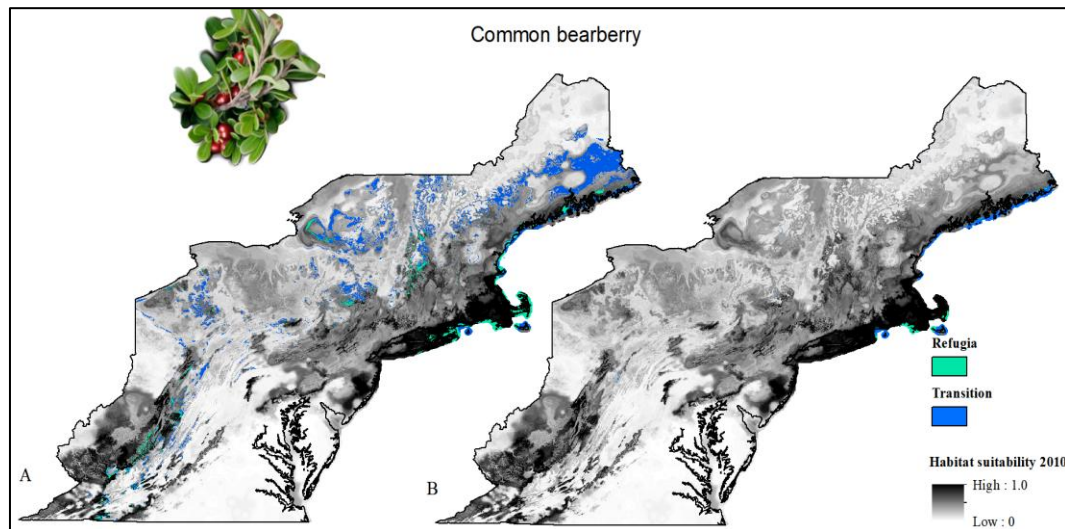 Common bearberry
A
B
Refugia
Transition
Habitat suitability 2010
High : 1.0
Low : 0